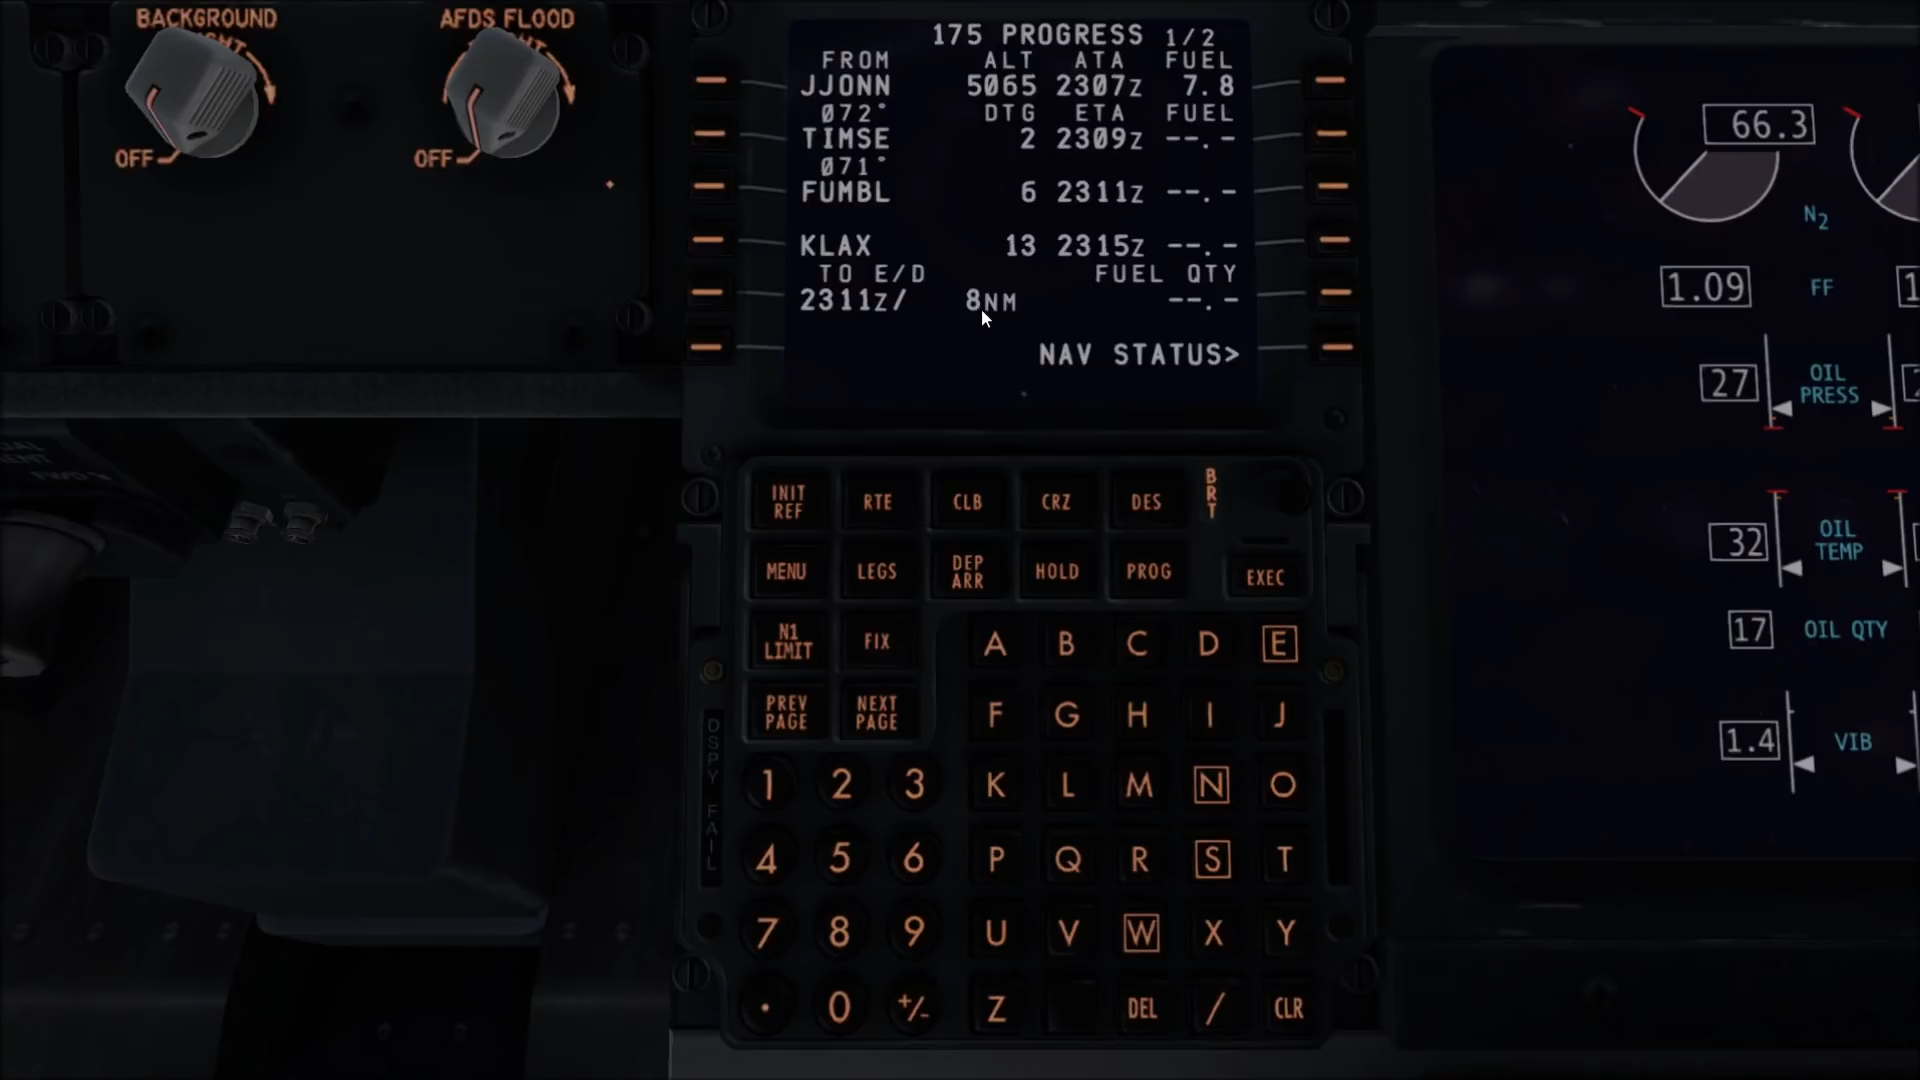 BACKGROUND
AFDS FLOOD
OFF
OFF
175 PROGRESS 1/2
FROM ALT ATA FUEL
JJONN 5065 2307Z 7.8
072° DTG ETA FUEL
TIMSE 2 2309Z --.-
071°
FUMBL 6 2311Z --.-
KLAX 13 2315Z --.-
TO E/D FUEL QTY
2311Z/ 8NM --.-
NAV STATUS>
INIT REF RTE CLB CRZ DES BRT
MENU LEGS DEP ARR HOLD PROG EXEC
N1 LIMIT FIX
PREV PAGE NEXT PAGE
A B C D E
F G H I J
K L M N O
P Q R S T
U V W X Y
Z DEL / CLR
1 2 3
4 5 6
7 8 9
. 0 +/-
DSPY FAIL
66.3
N2
1.09 FF 1
27 OIL PRESS
32 OIL TEMP
17 OIL QTY
1.4 VIB